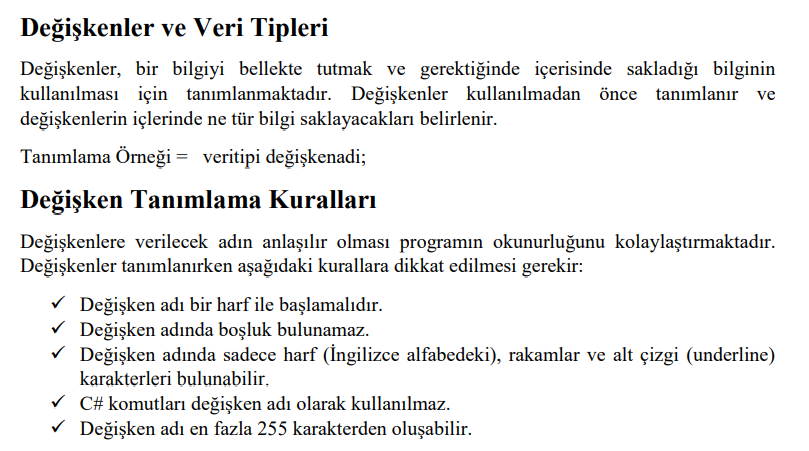 Değişkenler ve Veri Tipleri
Değişkenler, bir bilgiyi bellekte tutmak ve gerektiğinde içerisinde sakladığı bilginin
kullanılması için tanımlanmaktadır. Değişkenler kullanılmadan önce tanımlanır ve
değişkenlerin içlerinde ne tür bilgi saklayacakları belirlenir.
Tanımlama Örneği = veritipi değişkenadi;
Değişken Tanımlama Kuralları
Değişkenlere verilecek adın anlaşılır olması programın okunurluğunu kolaylaştırmaktadır.
Değişkenler tanımlanırken aşağıdaki kurallara dikkat edilmesi gerekir:
✓ Değişken adı bir harf ile başlamalıdır.
✓ Değişken adında boşluk bulunamaz.
✓ Değişken adında sadece harf (İngilizce alfabedeki), rakamlar ve alt çizgi (underline)
karakterleri bulunabilir.
✓ C# komutları değişken adı olarak kullanılmaz.
✓ Değişken adı en fazla 255 karakterden oluşabilir.